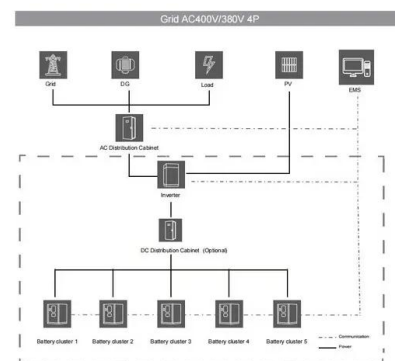 Grid AC400V/380V 4P
Grid
DG
Load
PV
EMS
AC Distribution Cabinet
Inverter
DC Distribution Cabinet (Optional)
Battery cluster 1
Battery cluster 2
Battery cluster 3
Battery cluster 4
Battery cluster 5
Communication
Power